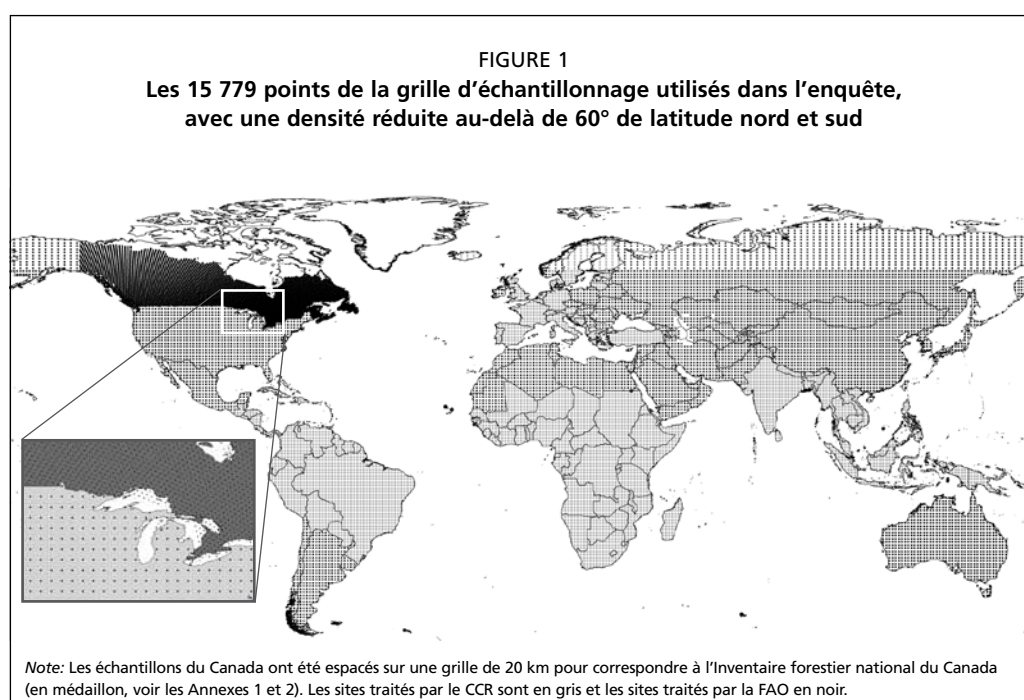 FIGURE 1
Les 15 779 points de la grille d’échantillonnage utilisés dans l’enquête,
avec une densité réduite au-delà de 60° de latitude nord et sud
Note: Les échantillons du Canada ont été espacés sur une grille de 20 km pour correspondre à l’Inventaire forestier national du Canada
(en médaillon, voir les Annexes 1 et 2). Les sites traités par le CCR sont en gris et les sites traités par la FAO en noir.